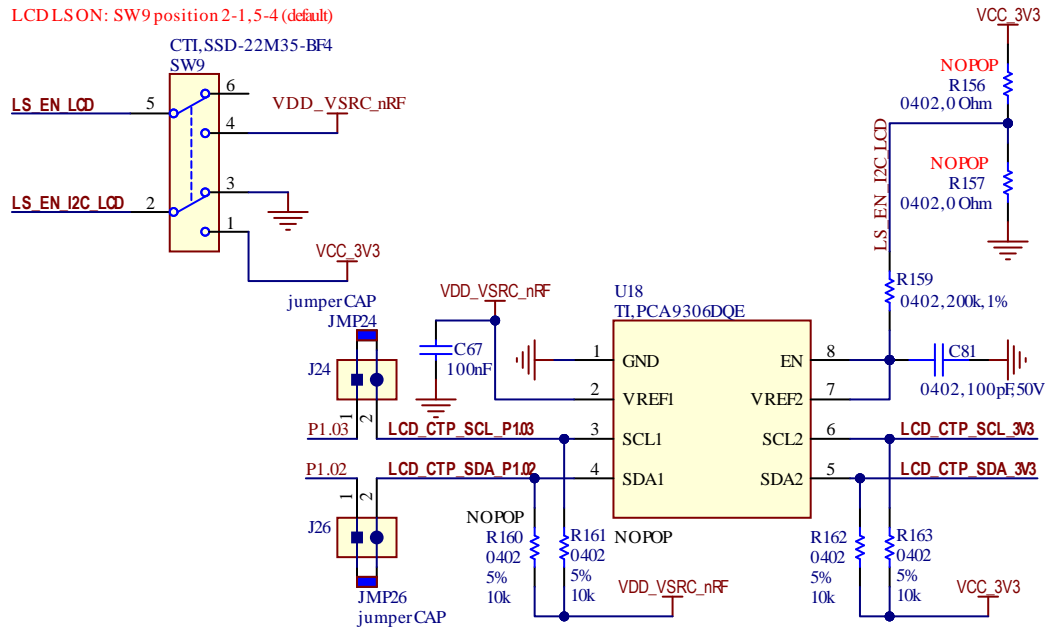 LCD LS ON: SW9 position 2-1,5-4 (default)
CTI,SSD-22M35-BF4
SW9
LS_EN_LCD
5
6
4
VDD_VSRC_nRF
LS_EN_I2C_LCD
2
3
1
VCC_3V3
VCC_3V3
NOPOP
R156
0402,0 Ohm
LS_EN_I2C_LCD
NOPOP
R157
0402,0 Ohm
R159
0402,200k,1%
jumper CAP
JMP24
J24
1
2
P1.03
LCD_CTP_SCL_P1.03
VDD_VSRC_nRF
C67
100nF
U18
TI,PCA9306DQE
1
GND
EN
8
2
VREF1
VREF2
7
3
SCL1
SCL2
6
4
SDA1
SDA2
5
C81
0402,100pF,50V
LCD_CTP_SCL_3V3
LCD_CTP_SDA_3V3
P1.02
LCD_CTP_SDA_P1.02
1
2
J26
JMP26
jumper CAP
NOPOP
R160
0402
5%
10k
R161
0402
5%
10k
NOPOP
VDD_VSRC_nRF
R162
0402
5%
10k
R163
0402
5%
10k
VCC_3V3